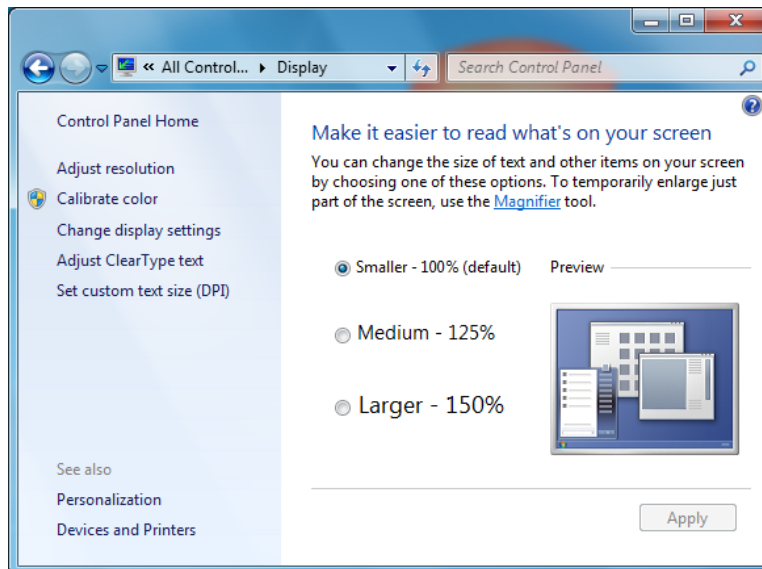 « All Control... ▸ Display
Search Control Panel
Control Panel Home
Adjust resolution
Calibrate color
Change display settings
Adjust ClearType text
Set custom text size (DPI)
See also
Personalization
Devices and Printers
Make it easier to read what's on your screen
You can change the size of text and other items on your screen
by choosing one of these options. To temporarily enlarge just
part of the screen, use the Magnifier tool.
Smaller - 100% (default)
Preview
Medium - 125%
Larger - 150%
Apply